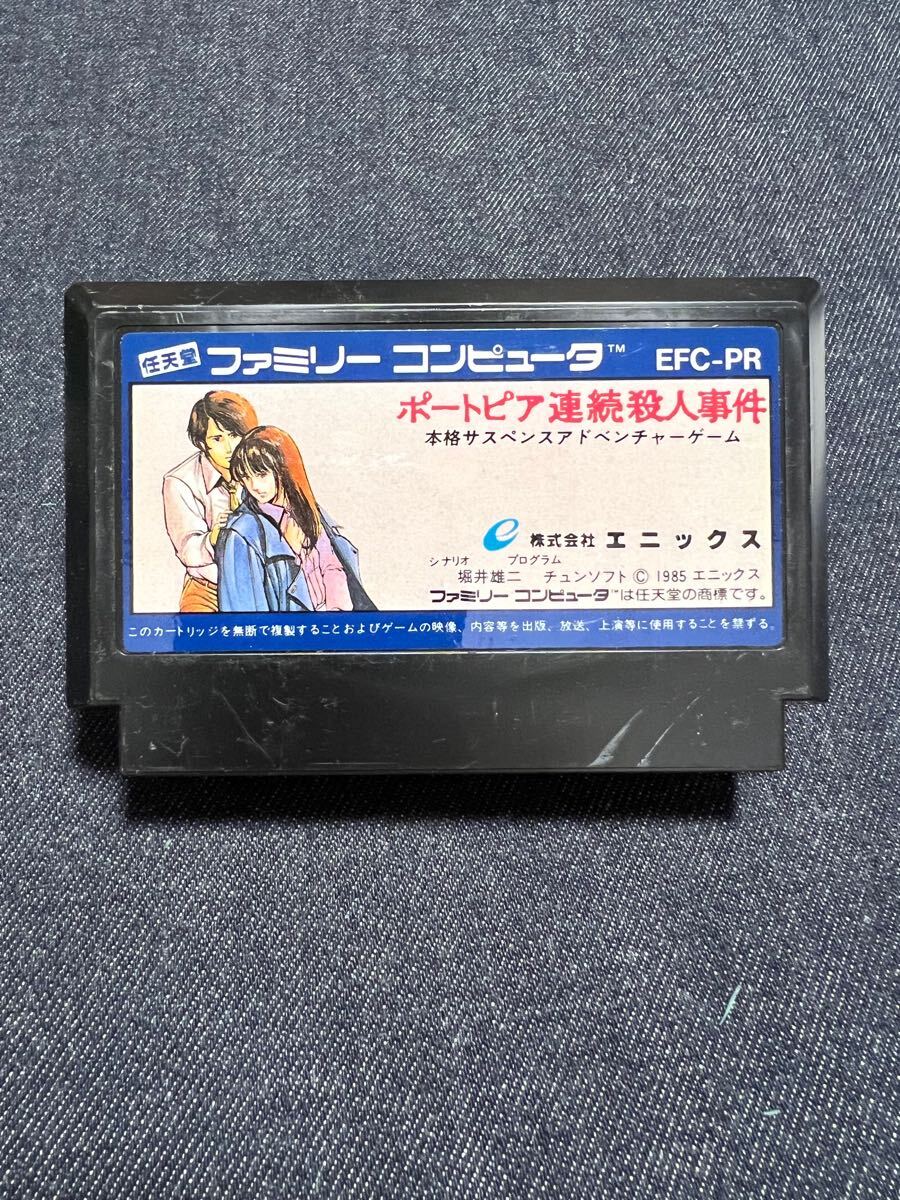 任天堂 ファミリー コンピュータ™ EFC-PR
ポートピア連続殺人事件
本格サスペンスアドベンチャーゲーム
e 株式会社 エニックス
シナリオ プログラム
堀井雄二 チュンソフト © 1985 エニックス
ファミリー コンピュータ™は任天堂の商標です。
このカートリッジを無断で複製することおよびゲームの映像、内容等を出版、放送、上演等に使用することを禁ずる。